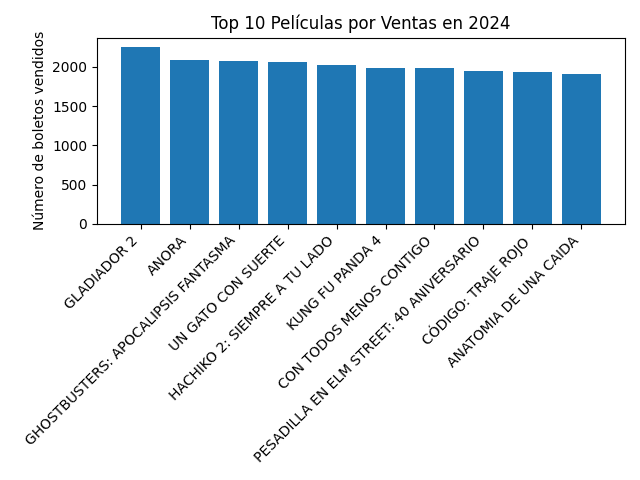 Top 10 Películas por Ventas en 2024
Número de boletos vendidos
2000
1500
1000
500
0
GLADIADOR 2
ANORA
GHOSTBUSTERS: APOCALIPSIS FANTASMA
UN GATO CON SUERTE
HACHIKO 2: SIEMPRE A TU LADO
KUNG FU PANDA 4
CON TODOS MENOS CONTIGO
PESADILLA EN ELM STREET: 40 ANIVERSARIO
CÓDIGO: TRAJE ROJO
ANATOMIA DE UNA CAIDA